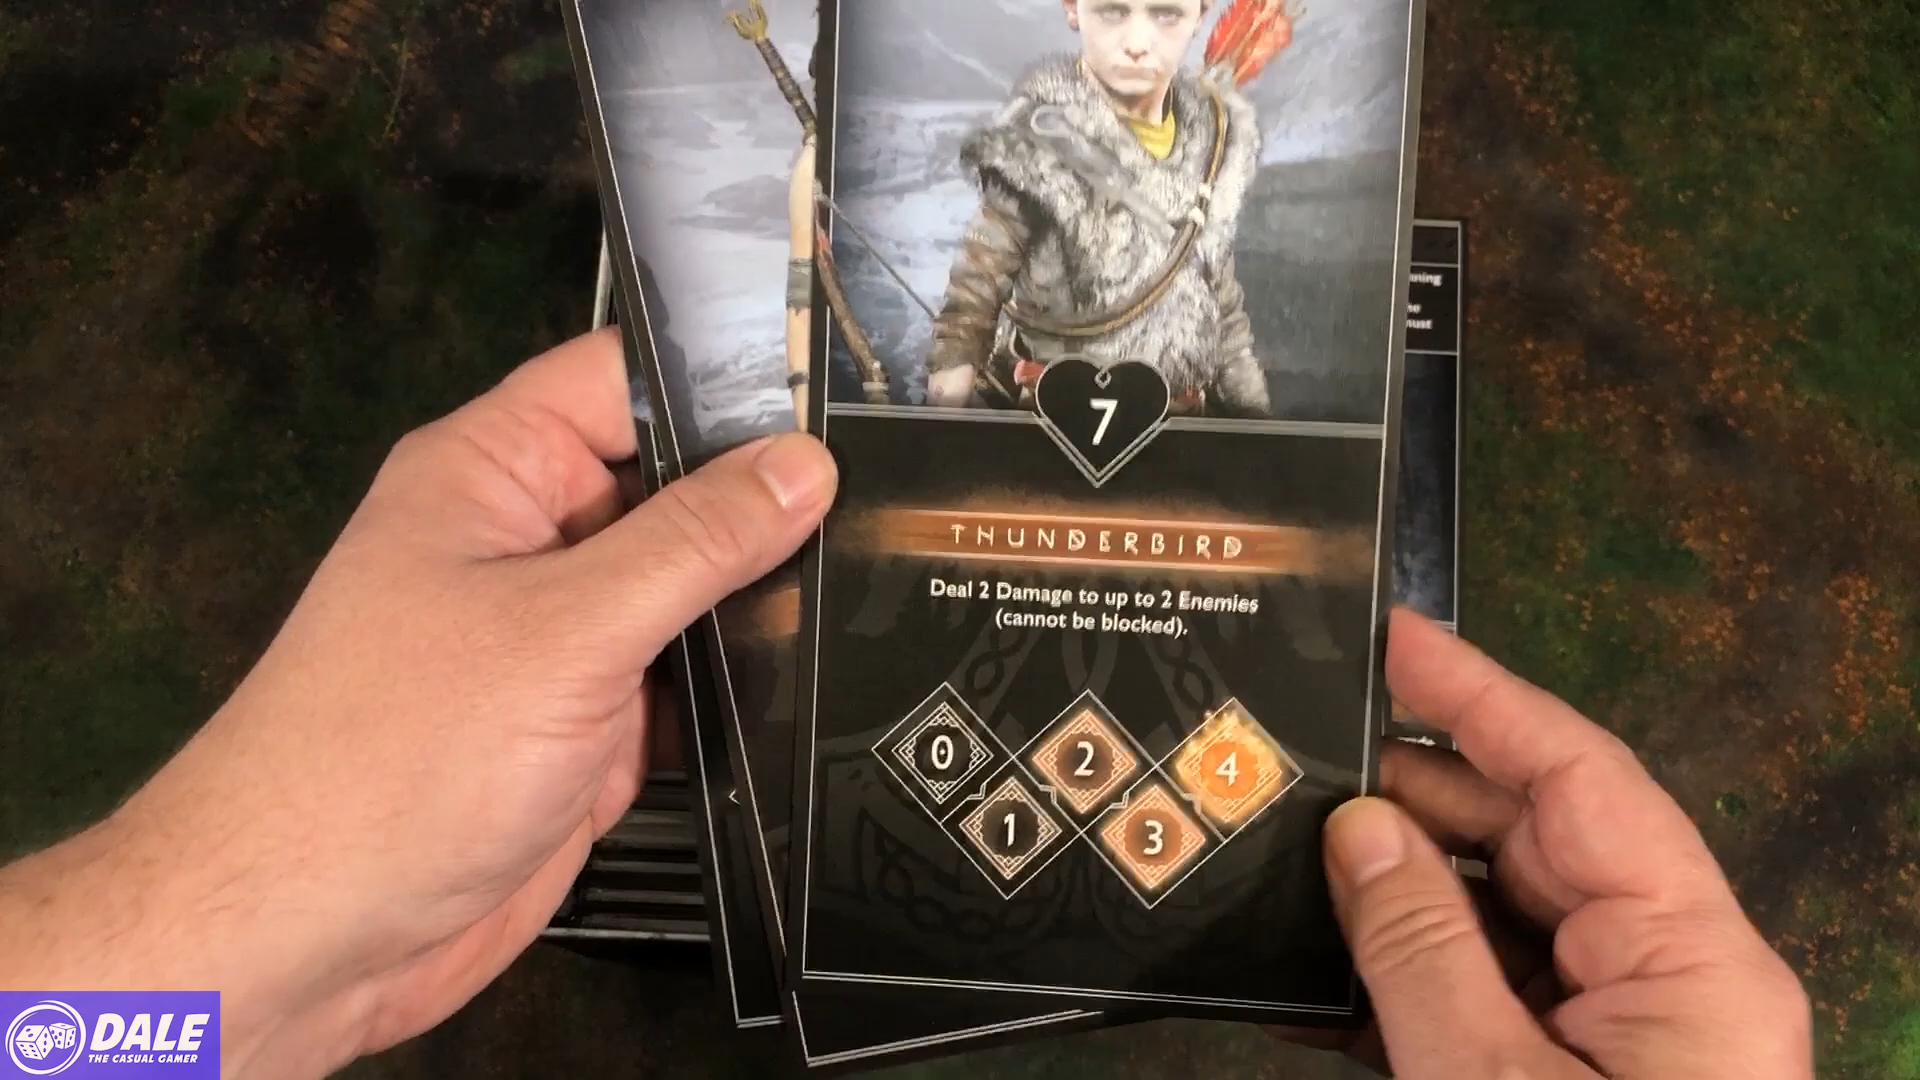 7
THUNDERBIRD
Deal 2 Damage to up to 2 Enemies
(cannot be blocked).
0 2 4
1 3
DALE
THE CASUAL GAMER